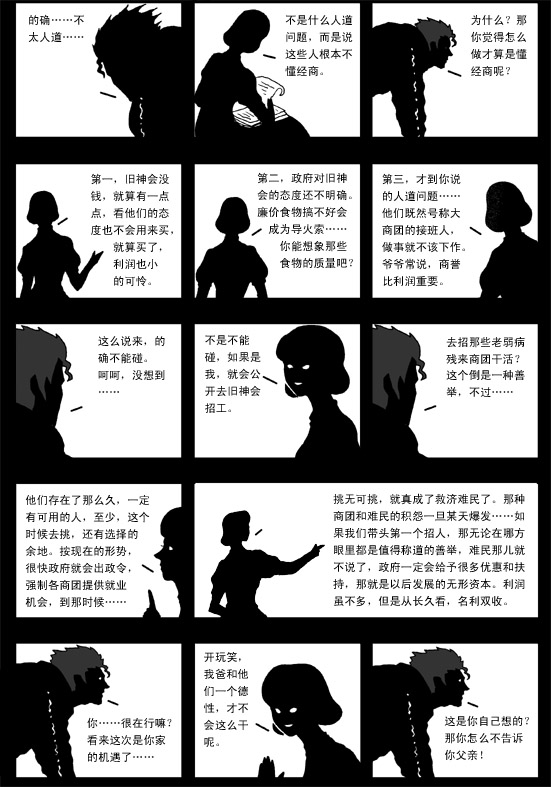 的确……不
太人道……
不是什么人道
问题，而是说
这些人根本不
懂经商。
为什么？那
你觉得怎么
做才算是懂
经商呢？
第一，旧神会没
钱，就算有一点
点，看他们的态
度也不会用来买，
就算买了，
利润也小
的可怜。
第二，政府对旧神
会的态度还不明确。
廉价食物搞不好会
成为导火索……
你能想象那些
食物的质量吧？
第三，才到你说
的人道问题……
他们既然号称大
商团的接班人，
做事就不该下作。
爷爷常说，商誉
比利润重要。
这么说来，的
确不能碰。
呵呵，没想到
……
不是不能
碰，如果是
我，就会公
开去旧神会
招工。
去招那些老弱病
残来商团干活？
这个倒是一种善
举，不过……
他们存在了那么久，一定
有可用的人，至少，这个
时候去挑，还有选择的
余地。按现在的形势，
很快政府就会出政令，
强制各商团提供就业
机会，到那时候……
挑无可挑，就真成了救济难民了。那种
商团和难民的积怨一旦某天爆发……如
果我们带头第一个招人，那无论在哪方
眼里都是值得称道的善举，难民那儿就
不说了，政府一定会给予很多优惠和扶
持，那就是以后发展的无形资本。利润
虽不多，但是从长久看，名利双收。
你……很在行嘛？
看来这次是你家
的机遇了……
开玩笑，
我爸和他
们一个德
性，才不
会这么干
呢。
这是你自己想的？
那你怎么不告诉
你父亲！